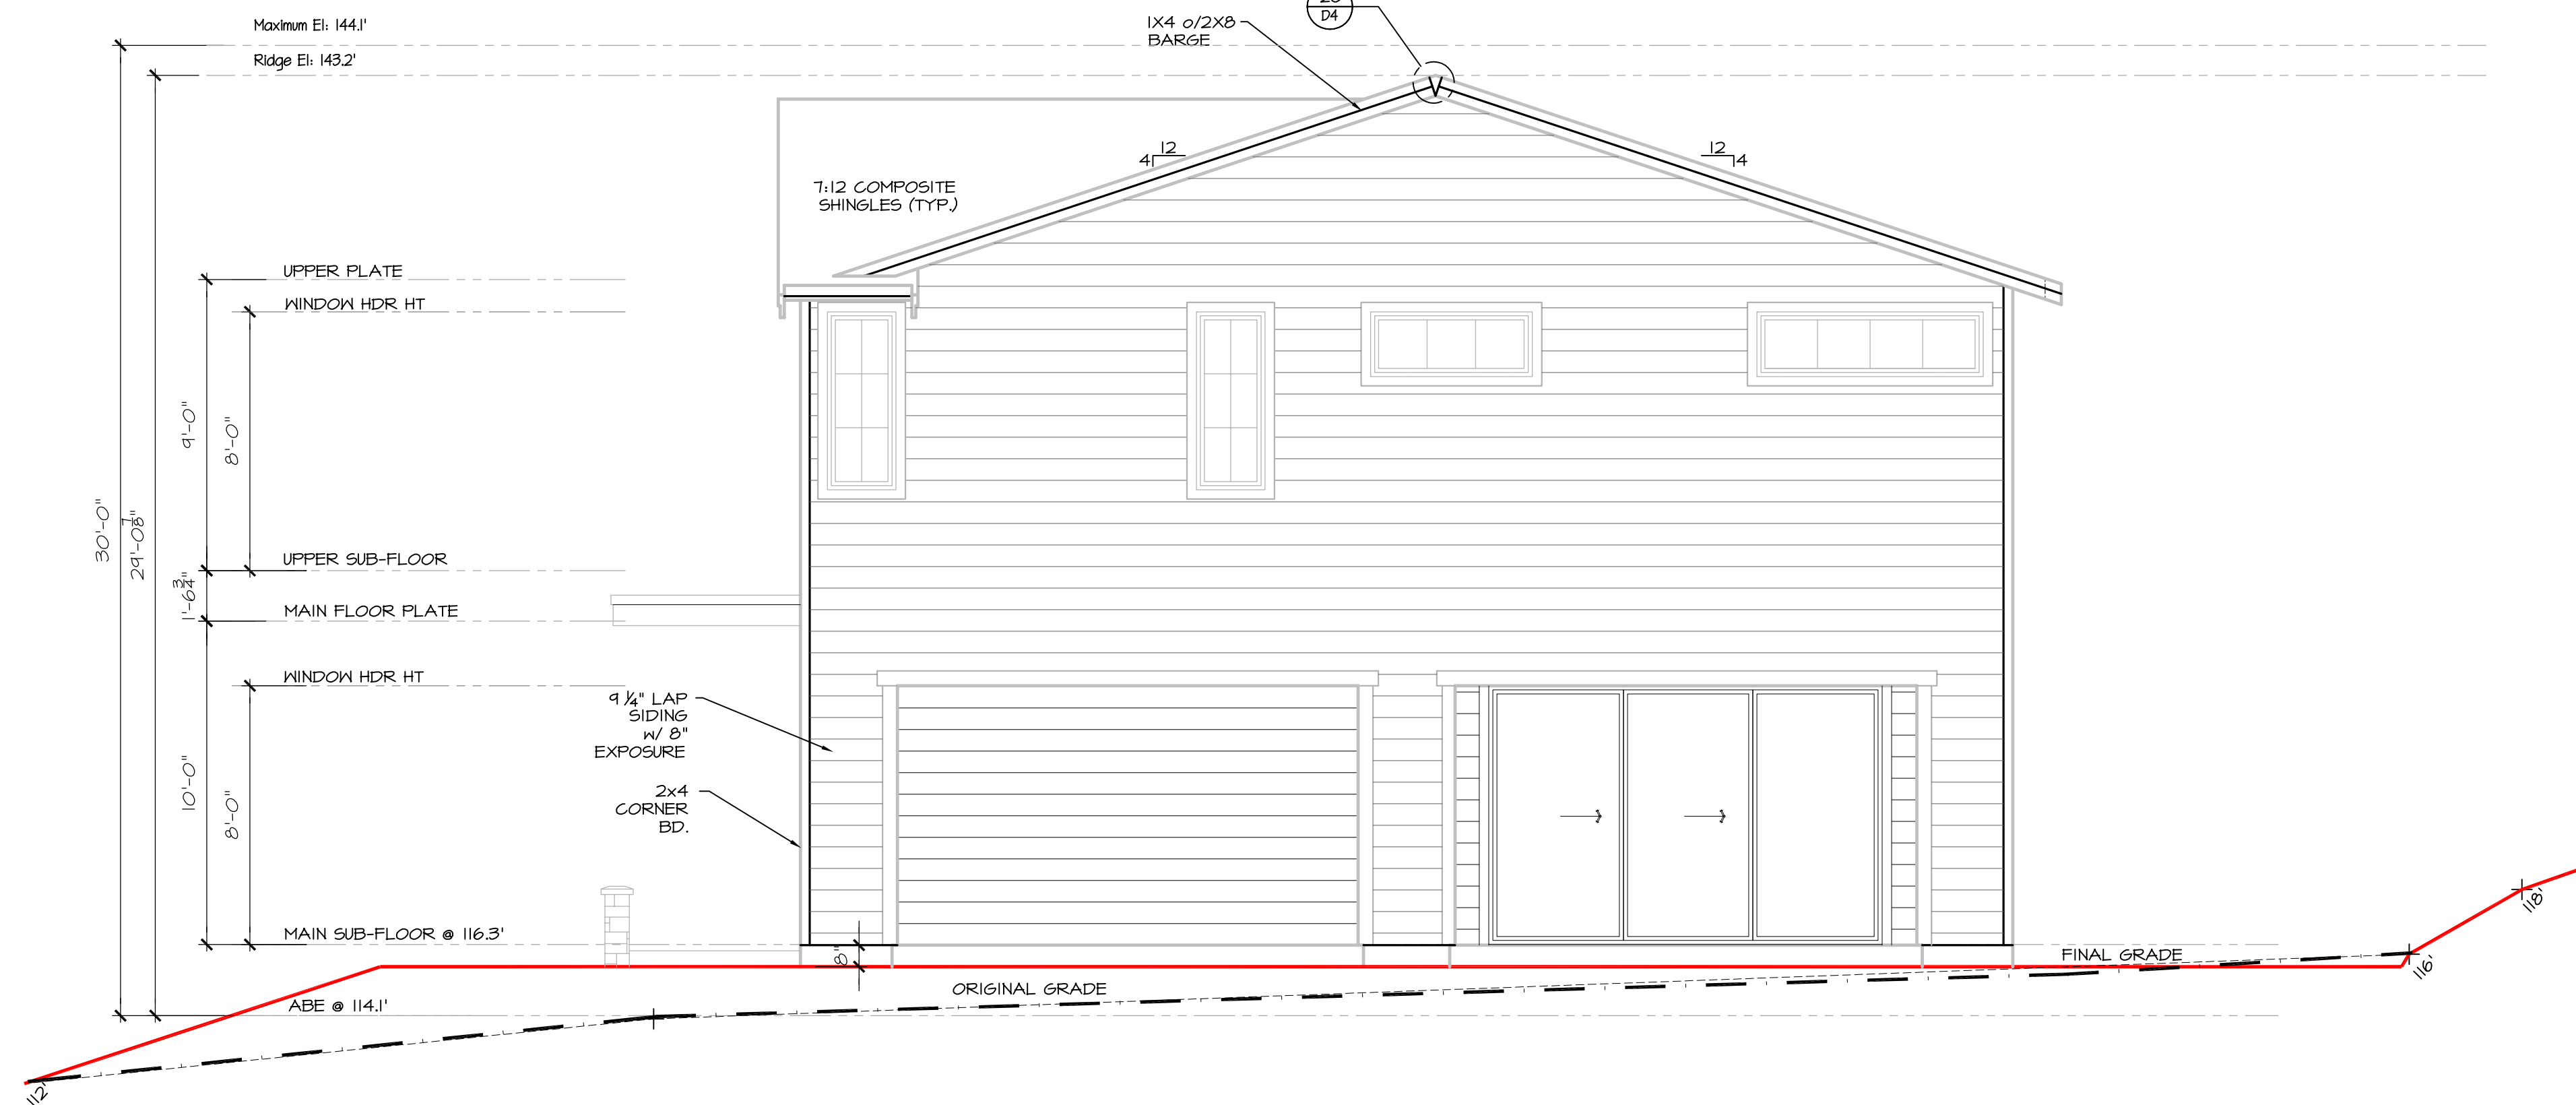 Maximum El: 144.1'
Ridge El: 143.2'
1X4 o/2X8
BARGE
D4
12
4
12
4
7:12 COMPOSITE
SHINGLES (TYP.)
UPPER PLATE
WINDOW HDR HT
9'-0"
8'-0"
30'-0"
29'-08 7/8"
UPPER SUB-FLOOR
1'-6 3/4"
MAIN FLOOR PLATE
WINDOW HDR HT
9 1/4" LAP
SIDING
w/ 8"
EXPOSURE
10'-0"
8'-0"
2x4
CORNER
BD.
MAIN SUB-FLOOR @ 116.3'
8"
FINAL GRADE
ORIGINAL GRADE
ABE @ 114.1'
112'
116'
118'